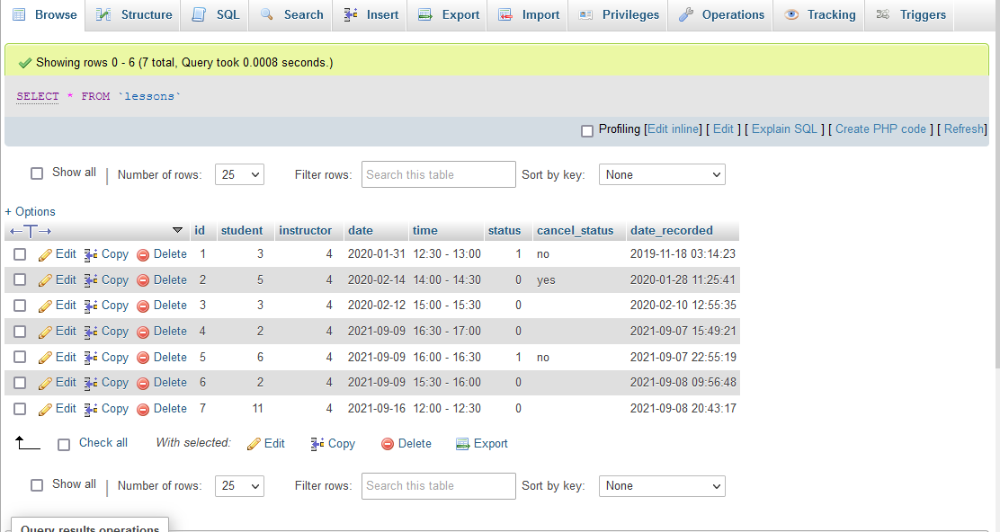 Browse Structure SQL Search Insert Export Import Privileges Operations Tracking Triggers
Showing rows 0 - 6 (7 total, Query took 0.0008 seconds.)
SELECT * FROM `lessons`
Profiling [Edit inline] [ Edit ] [ Explain SQL ] [ Create PHP code ] [ Refresh]
Show all | Number of rows: 25 Filter rows: Search this table Sort by key: None
+ Options
←T→ id student instructor date time status cancel_status date_recorded
Edit Copy Delete 1 3 4 2020-01-31 12:30 - 13:00 1 no 2019-11-18 03:14:23
Edit Copy Delete 2 5 4 2020-02-14 14:00 - 14:30 0 yes 2020-01-28 11:25:41
Edit Copy Delete 3 3 4 2020-02-12 15:00 - 15:30 0 2020-02-10 12:55:35
Edit Copy Delete 4 2 4 2021-09-09 16:30 - 17:00 0 2021-09-07 15:49:21
Edit Copy Delete 5 6 4 2021-09-09 16:00 - 16:30 1 no 2021-09-07 22:55:19
Edit Copy Delete 6 2 4 2021-09-09 15:30 - 16:00 0 2021-09-08 09:56:48
Edit Copy Delete 7 11 4 2021-09-16 12:00 - 12:30 0 2021-09-08 20:43:17
Check all With selected: Edit Copy Delete Export
Show all | Number of rows: 25 Filter rows: Search this table Sort by key: None
Query results operations